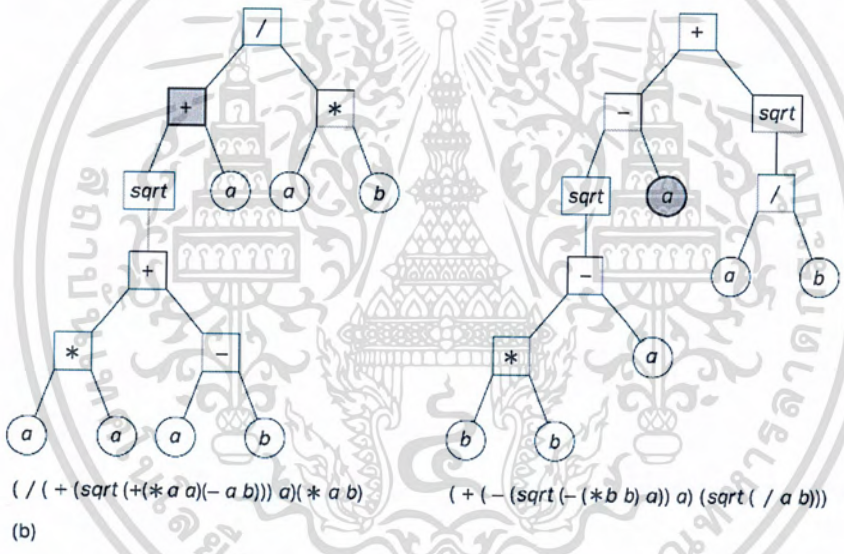 /
+
+ *
- sqrt
sqrt a a b
sqrt a /
+
- a b
* -
* a
a a a b
b b
( / ( + (sqrt (+(* a a)(– a b))) a)(* a b)
( + ( – (sqrt (– (*b b) a)) a) (sqrt ( / a b)))
(b)